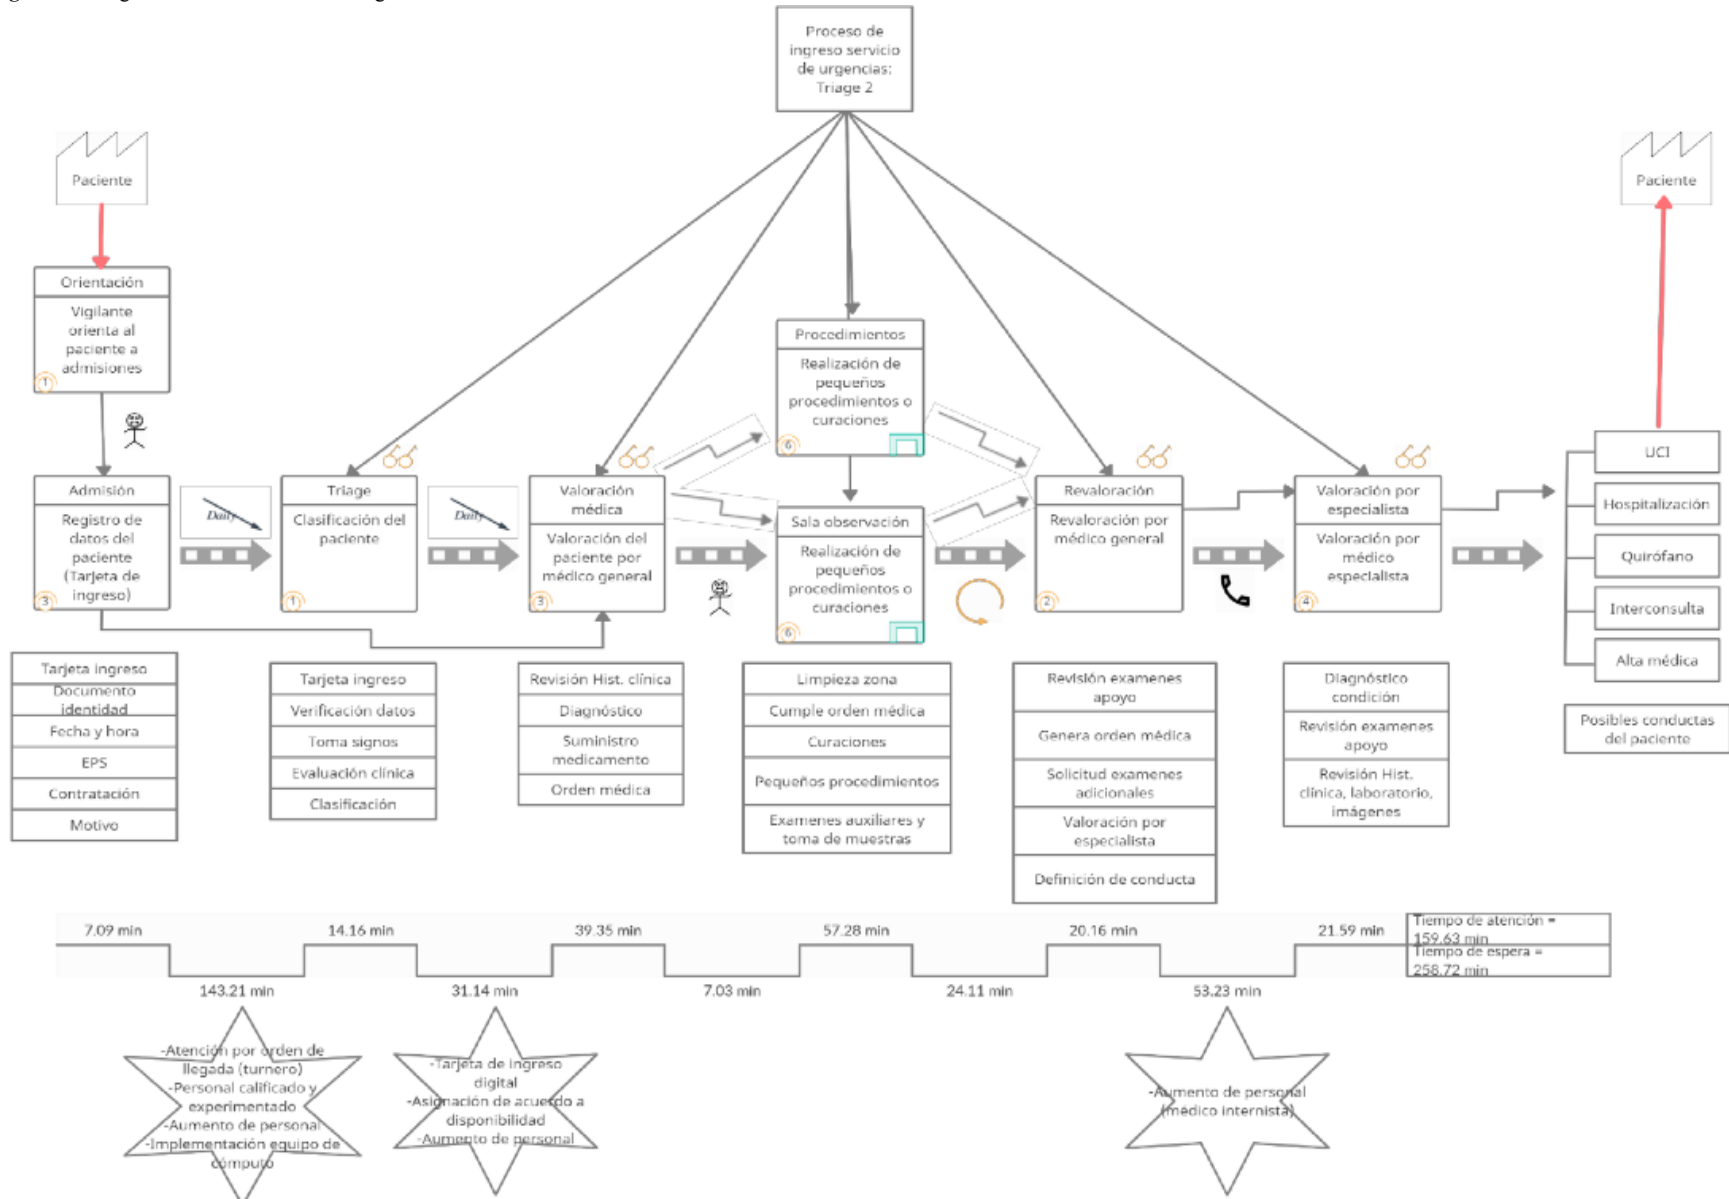 Proceso de
ingreso servicio
de urgencias:
Triage 2
Paciente
Paciente
Orientación
Vigilante
orienta al
paciente a
admisiones
1
Procedimientos
Realización de
pequeños
procedimientos o
curaciones
6
Admisión
Registro de
datos del
paciente
(Tarjeta de
ingreso)
3
Daily
Triage
Clasificación del
paciente
1
Daily
Valoración
médica
Valoración del
paciente por
médico general
3
Sala observación
Realización de
pequeños
procedimientos o
curaciones
6
Revaloración
Revaloración por
médico general
2
Valoración por
especialista
Valoración por
médico
especialista
4
UCI
Hospitalización
Quirófano
Interconsulta
Alta médica
Posibles conductas
del paciente
Tarjeta ingreso
Documento
identidad
Fecha y hora
EPS
Contratación
Motivo
Tarjeta ingreso
Verificación datos
Toma signos
Evaluación clínica
Clasificación
Revisión Hist. clínica
Diagnóstico
Suministro
medicamento
Orden médica
Limpieza zona
Cumple orden médica
Curaciones
Pequeños procedimientos
Examenes auxiliares y
toma de muestras
Revisión examenes
apoyo
Genera orden médica
Solicitud examenes
adicionales
Valoración por
especialista
Definición de conducta
Diagnóstico
condición
Revisión examenes
apoyo
Revisión Hist.
clínica, laboratorio,
imágenes
7.09 min
14.16 min
39.35 min
57.28 min
20.16 min
21.59 min
Tiempo de atención =
159.63 min
Tiempo de espera =
258.72 min
143.21 min
31.14 min
7.03 min
24.11 min
53.23 min
-Atención por orden de
llegada (turnero)
-Personal calificado y
experimentado
-Aumento de personal
-Implementación equipo de
cómputo
-Tarjeta de ingreso
digital
-Asignación de acuerdo a
disponibilidad
-Aumento de personal
-Aumento de personal
(médico internista)